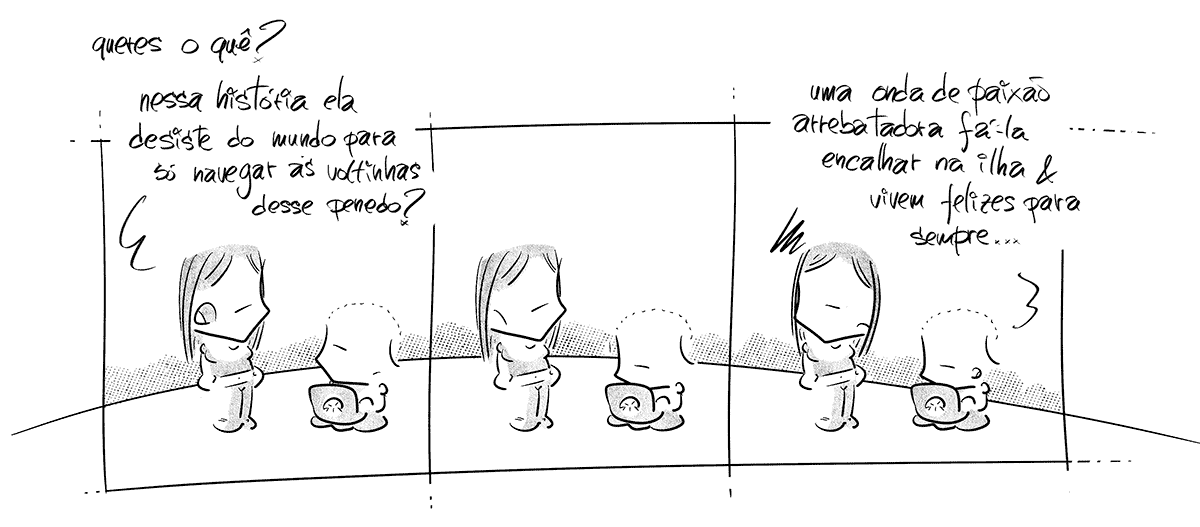 queres o quê?
nessa história ela
desiste do mundo para
só navegar às voltinhas
desse penedo?
uma onda de paixão
arrebatadora fá-la
encalhar na ilha &
vivem felizes para
sempre...